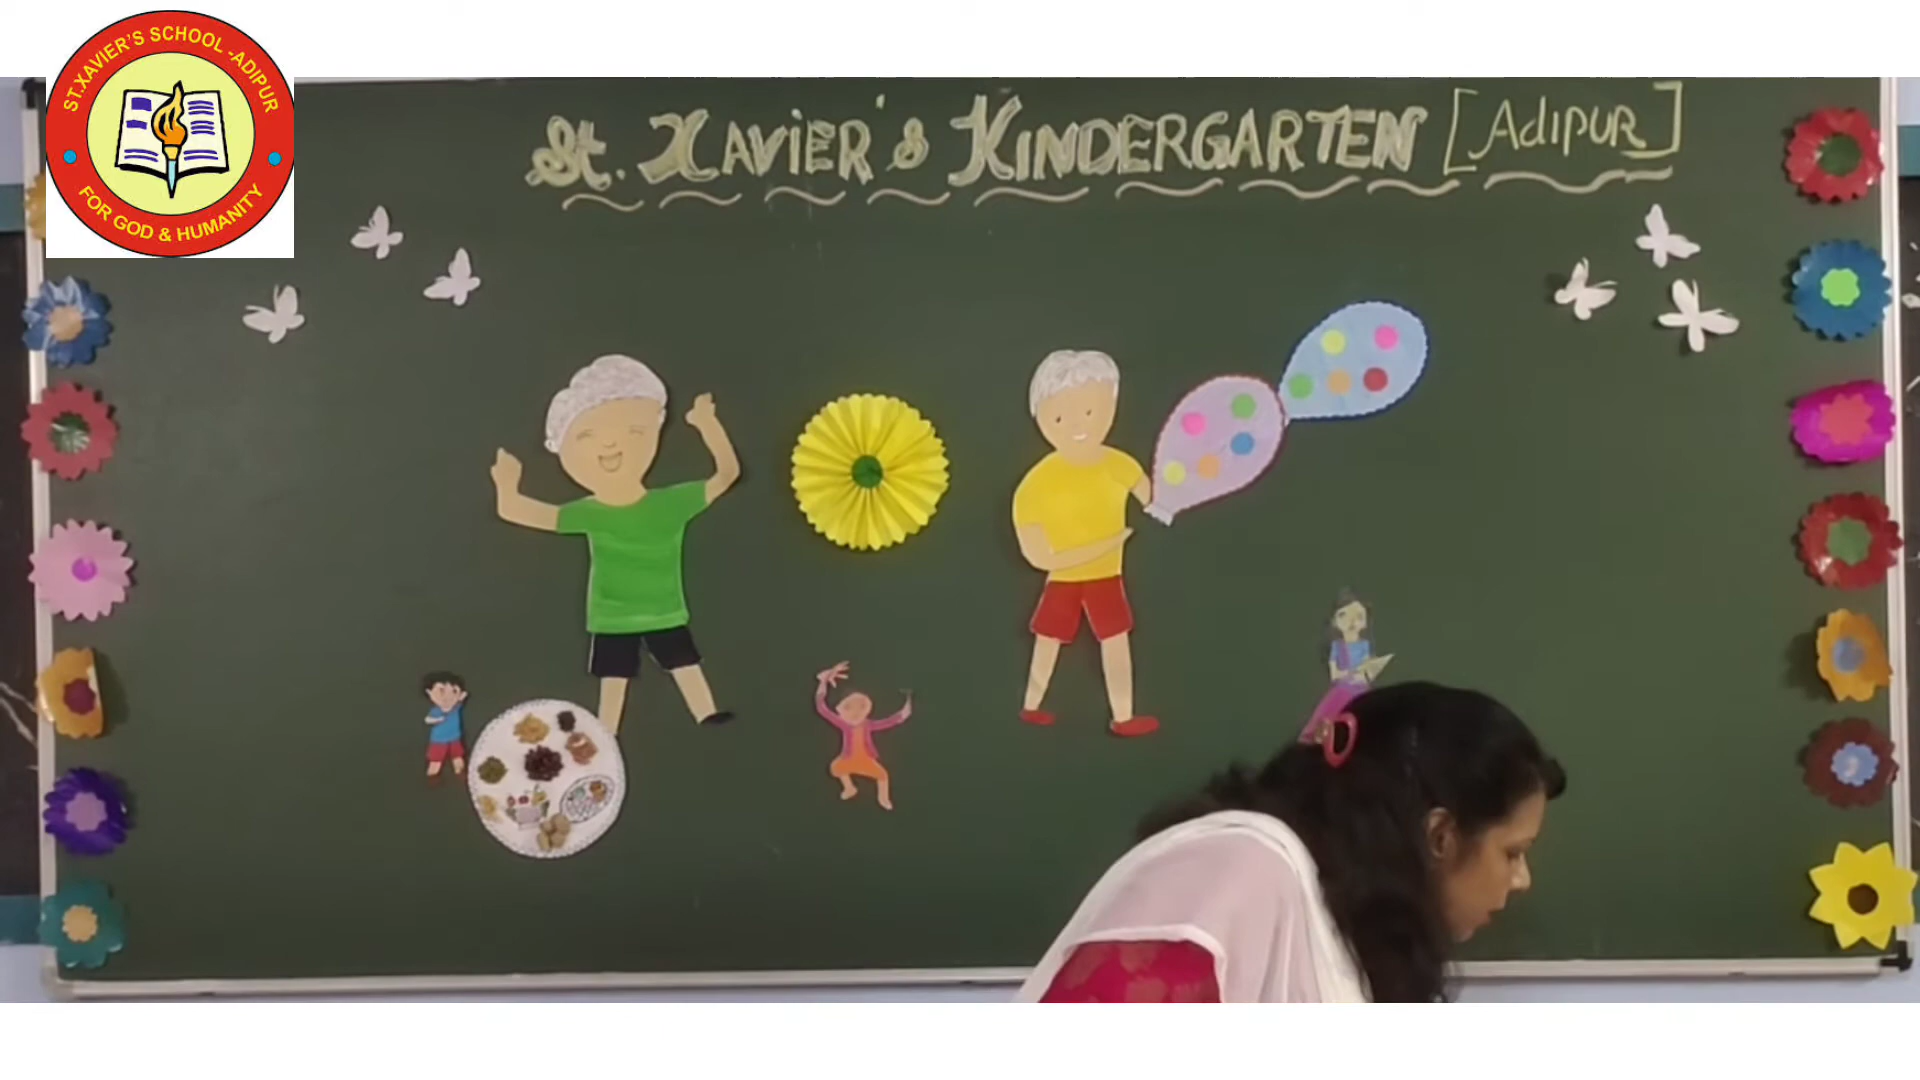 ST.XAVIER'S SCHOOL -ADIPUR
FOR GOD & HUMANITY
St. XAViER's KINDERGARTEN [ADIPUR]